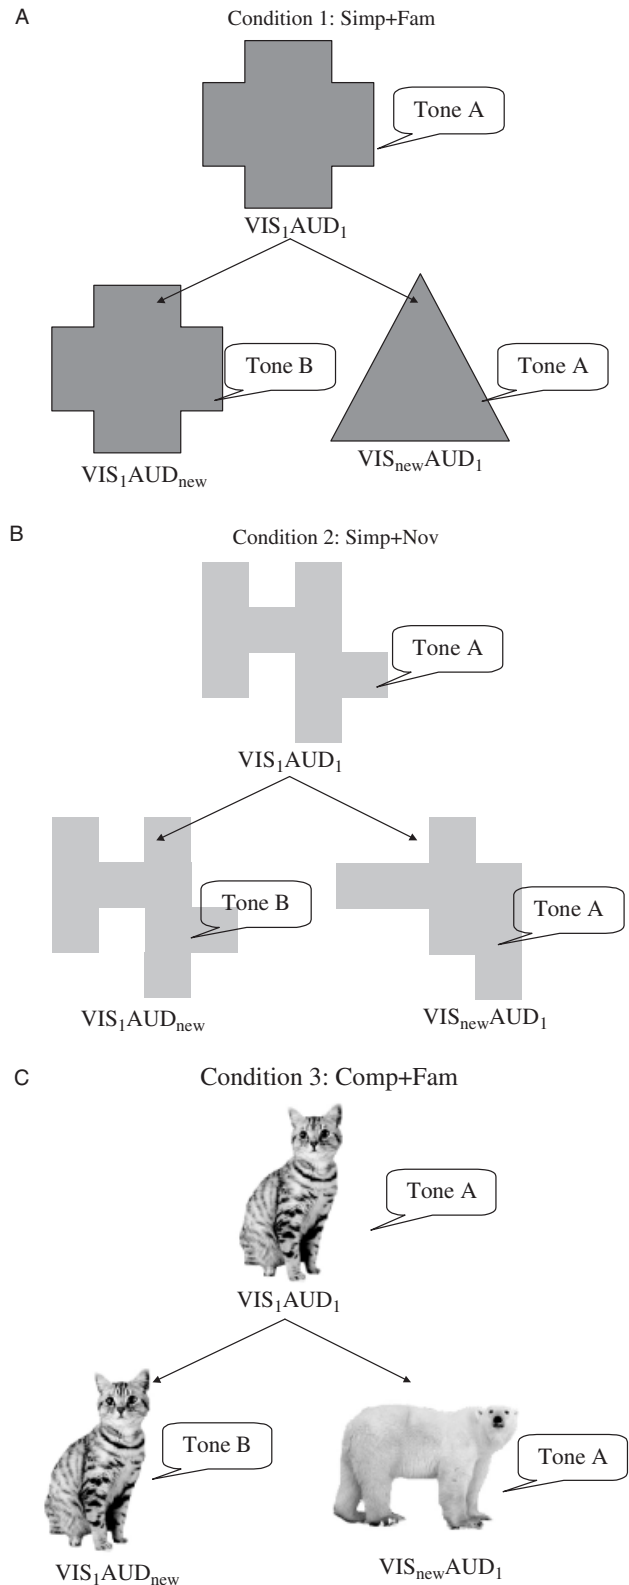 A
Condition 1: Simp+Fam
Tone A
VIS₁AUD₁
Tone B
Tone A
VIS₁AUDnew
VISnewAUD₁
B
Condition 2: Simp+Nov
Tone A
VIS₁AUD₁
Tone B
Tone A
VIS₁AUDnew
VISnewAUD₁
C
Condition 3: Comp+Fam
Tone A
VIS₁AUD₁
Tone B
Tone A
VIS₁AUDnew
VISnewAUD₁